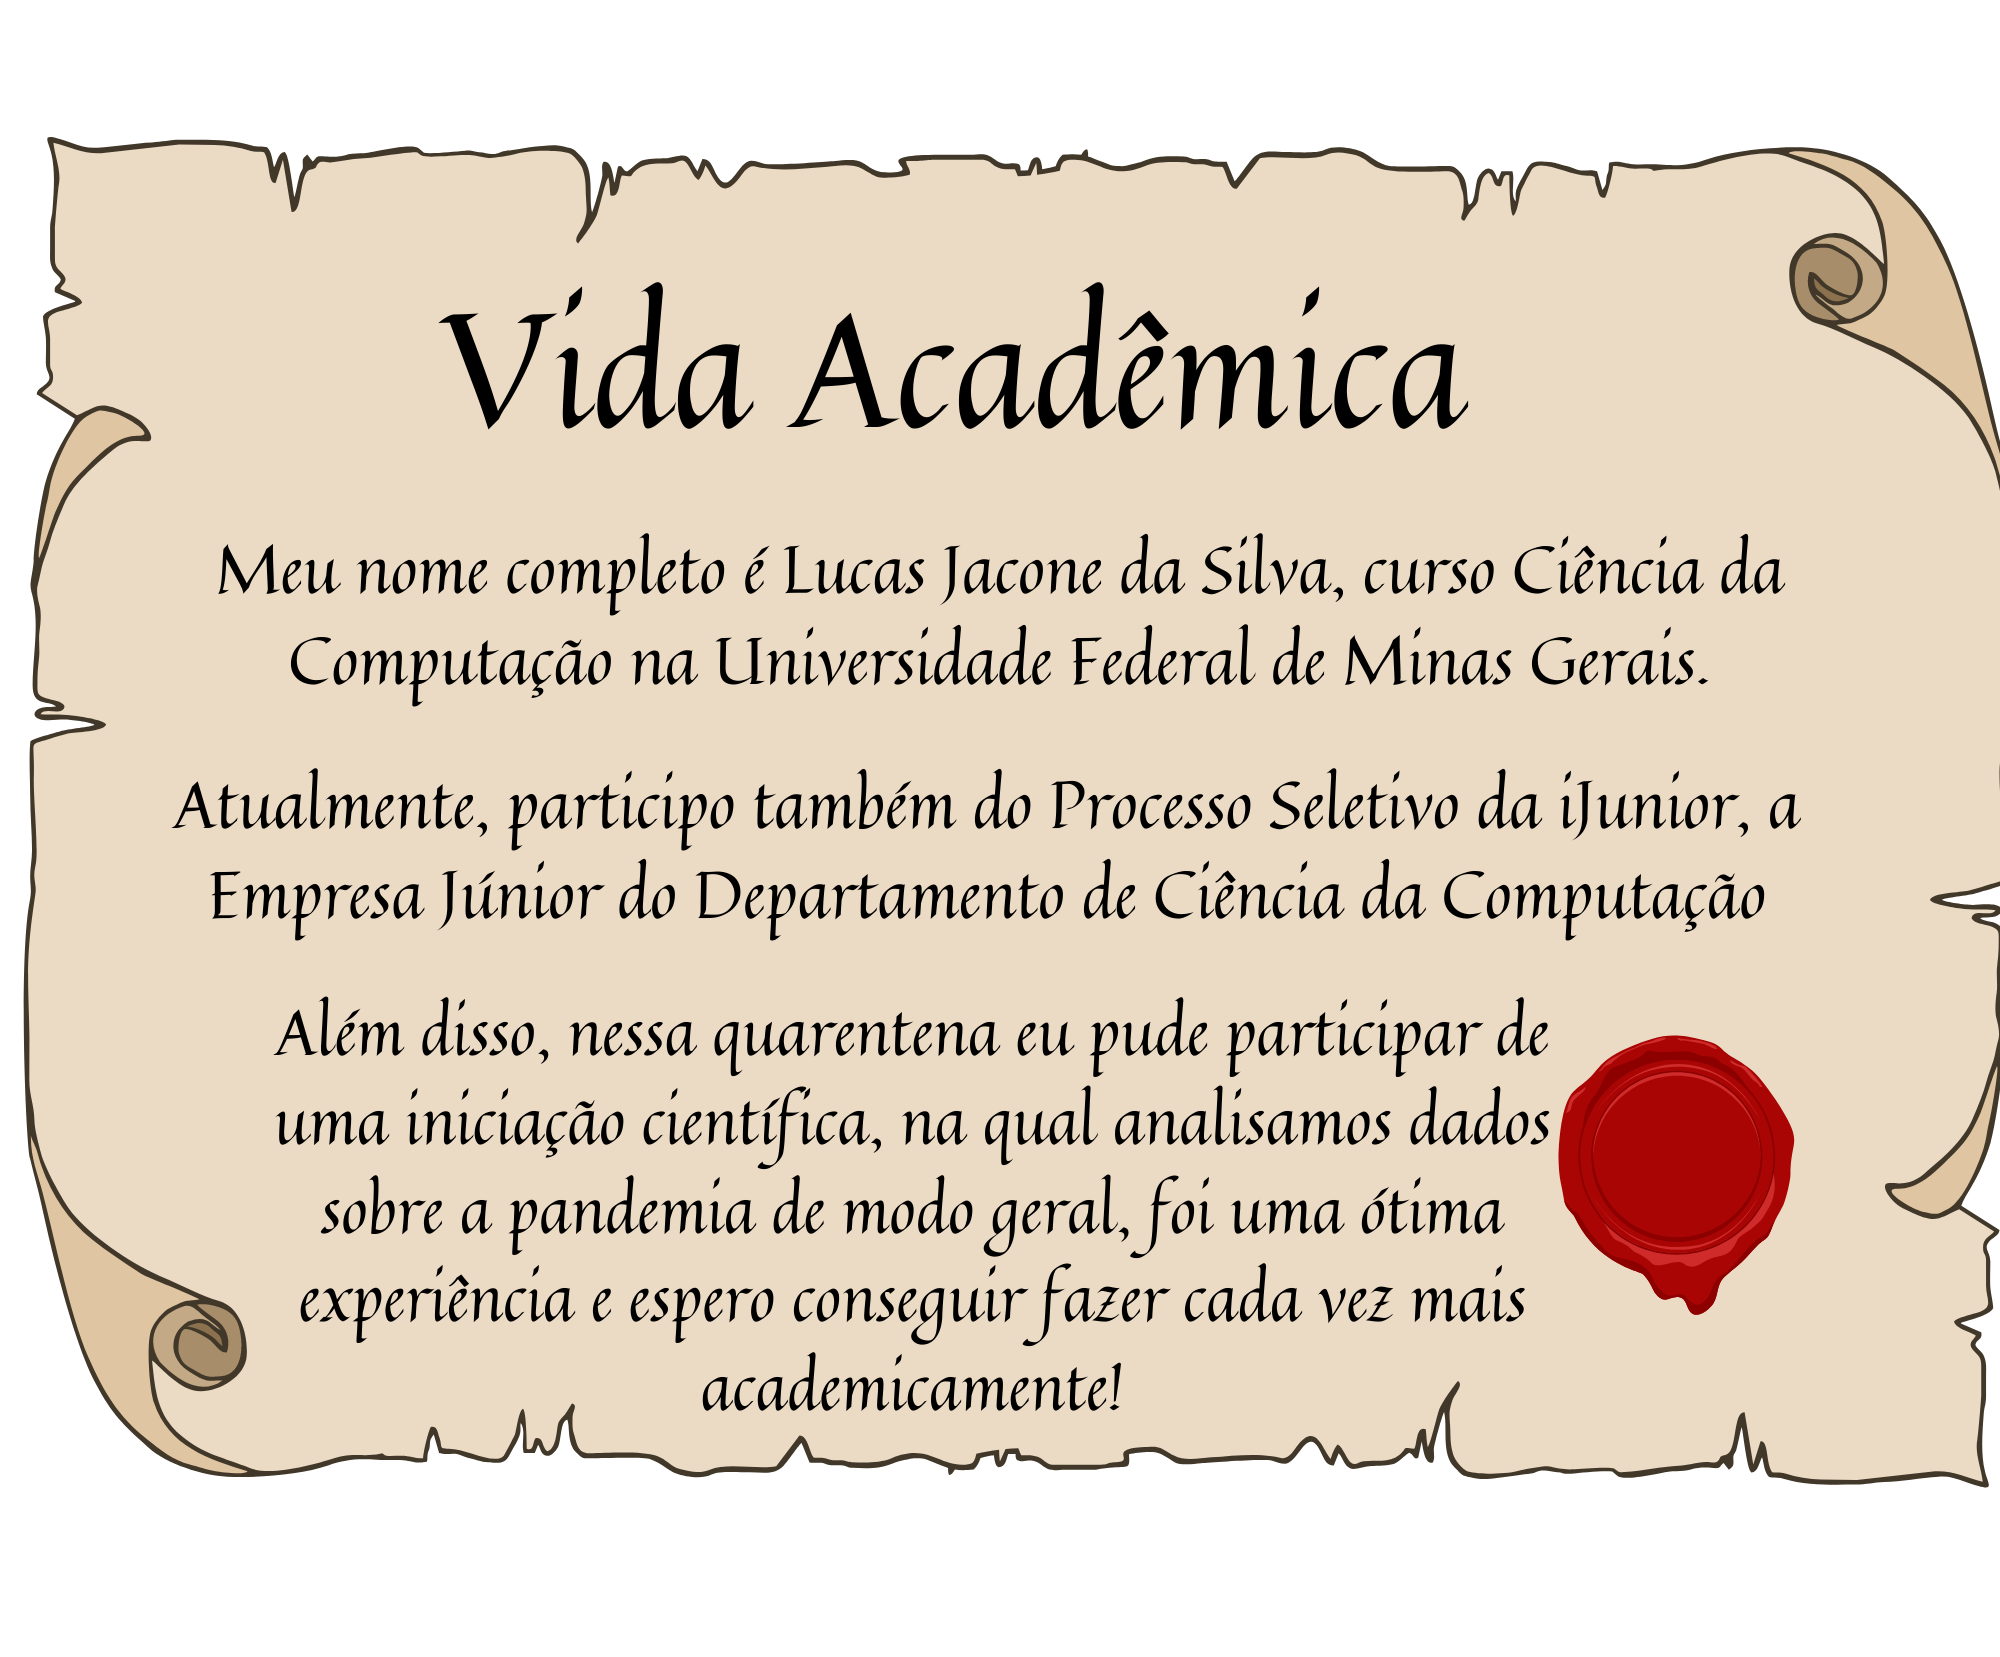 Vida Acadêmica
Meu nome completo é Lucas Jacone da Silva, curso Ciência da
Computação na Universidade Federal de Minas Gerais.
Atualmente, participo também do Processo Seletivo da iJunior, a
Empresa Júnior do Departamento de Ciência da Computação
Além disso, nessa quarentena eu pude participar de
uma iniciação científica, na qual analisamos dados
sobre a pandemia de modo geral, foi uma ótima
experiência e espero conseguir fazer cada vez mais
academicamente!